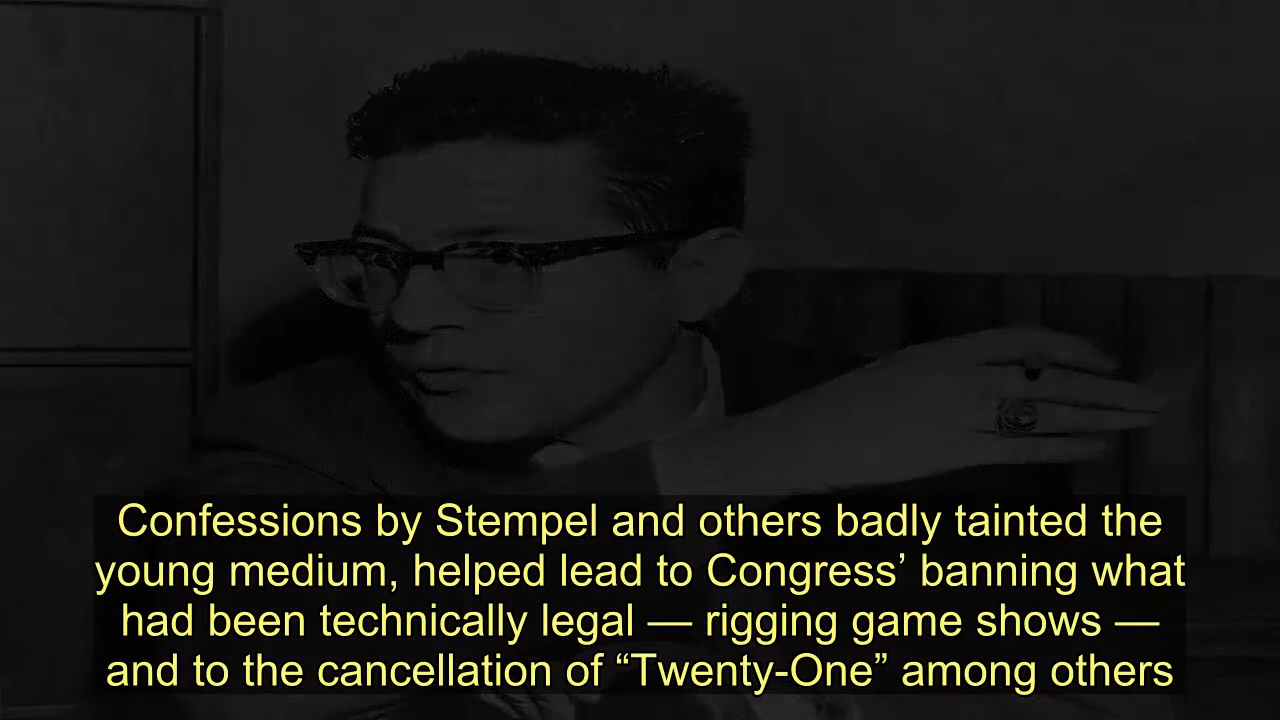 Confessions by Stempel and others badly tainted the
young medium, helped lead to Congress’ banning what
had been technically legal — rigging game shows —
and to the cancellation of “Twenty-One” among others